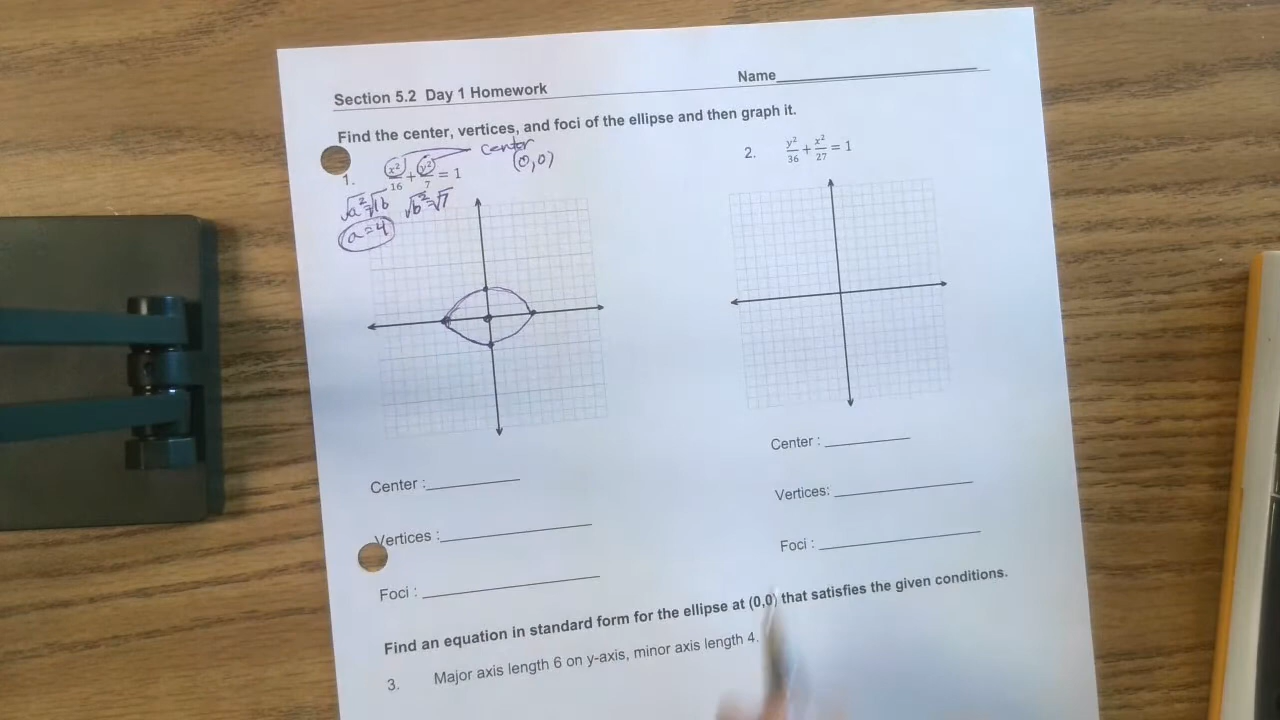 Section 5.2 Day 1 Homework
Name
Find the center, vertices, and foci of the ellipse and then graph it.
1. x²/16 + y²/7 = 1
center
(0,0)
√a²=√16 √b²=√7
a=4
2. y²/36 + x²/27 = 1
Center :
Vertices :
Foci :
Center :
Vertices:
Foci :
Find an equation in standard form for the ellipse at (0,0) that satisfies the given conditions.
3. Major axis length 6 on y-axis, minor axis length 4.